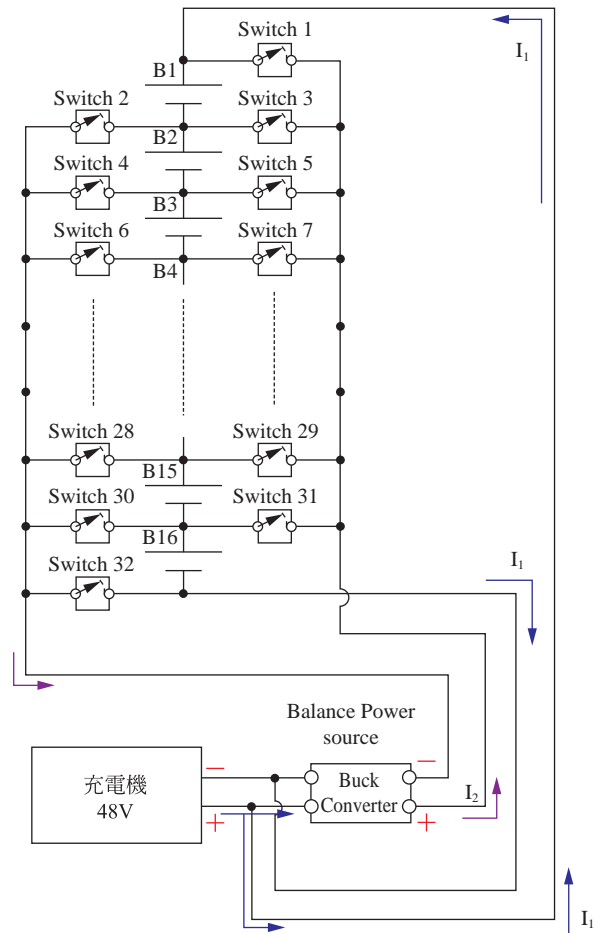 Switch 1
I₁
B1
Switch 2
Switch 3
B2
Switch 4
Switch 5
B3
Switch 6
Switch 7
B4
Switch 28
Switch 29
B15
Switch 30
Switch 31
B16
Switch 32
I₁
Balance Power
source
充電機
48V
−
+
Buck
Converter
−
+
I₂
I₁